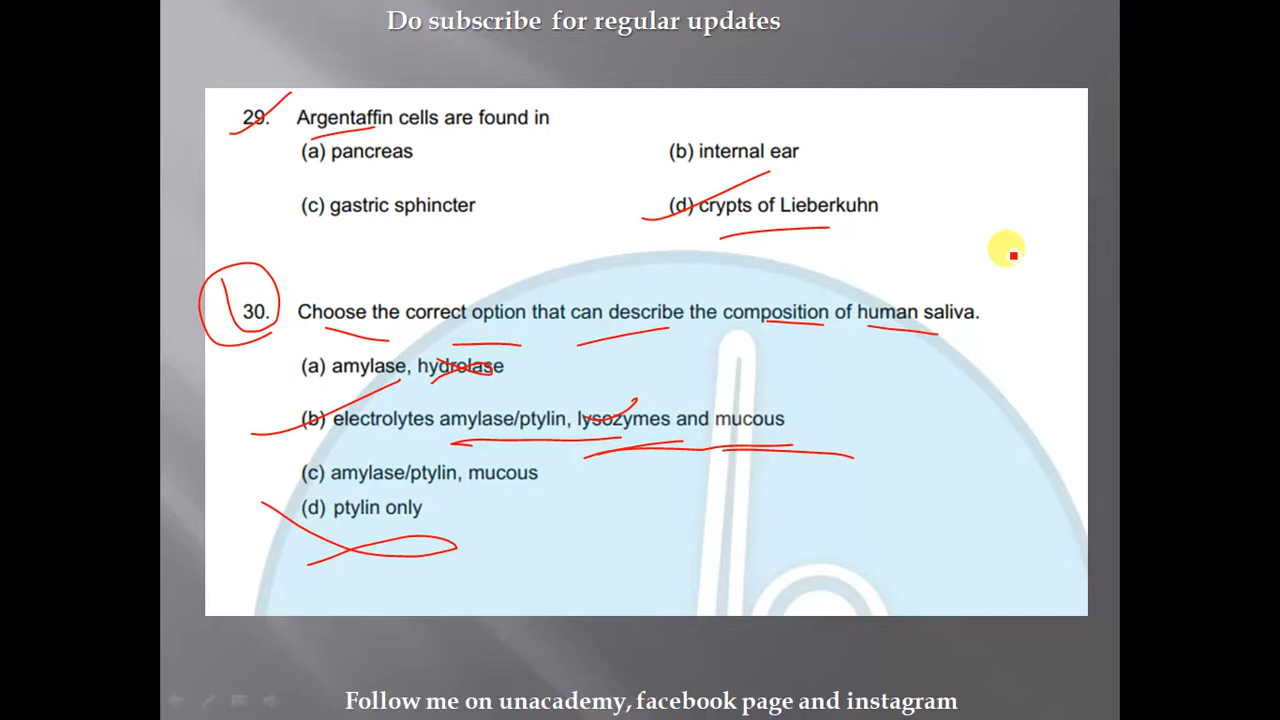 Do subscribe for regular updates
29. Argentaffin cells are found in
(a) pancreas (b) internal ear
(c) gastric sphincter (d) crypts of Lieberkuhn
30. Choose the correct option that can describe the composition of human saliva.
(a) amylase, hydrolase
(b) electrolytes amylase/ptylin, lysozymes and mucous
(c) amylase/ptylin, mucous
(d) ptylin only
Follow me on unacademy, facebook page and instagram